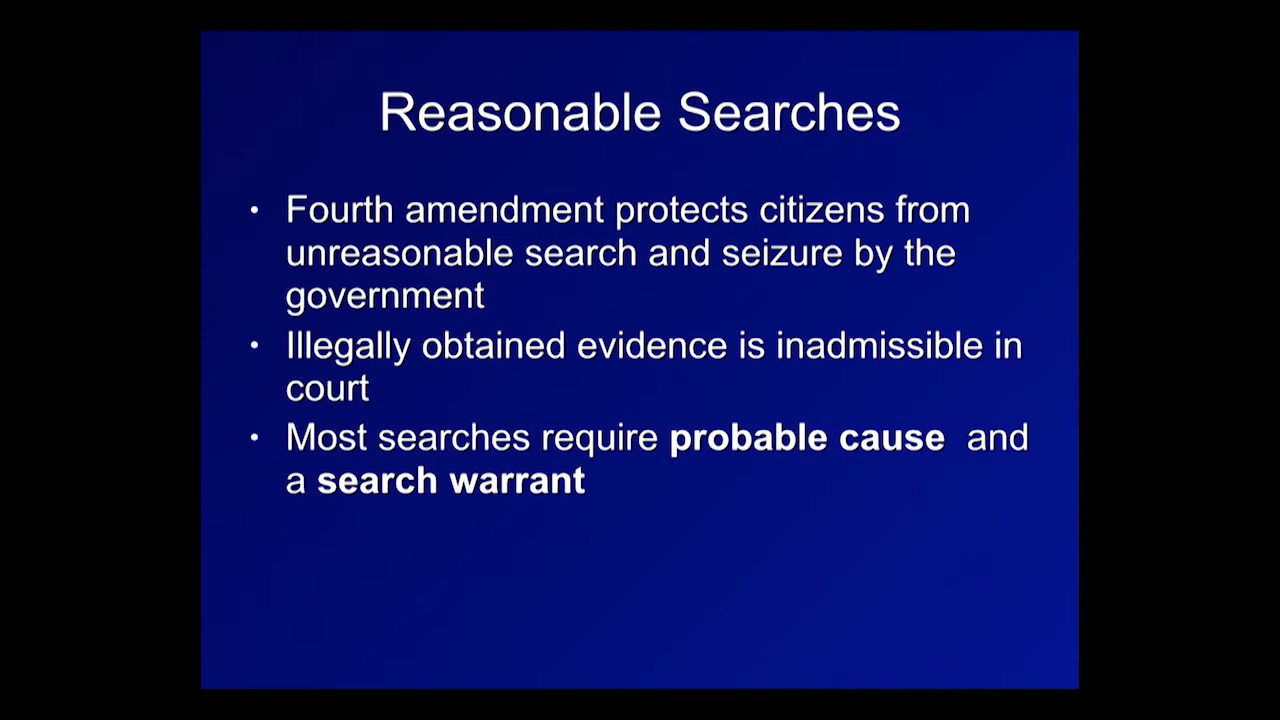 Reasonable Searches
• Fourth amendment protects citizens from
unreasonable search and seizure by the
government
• Illegally obtained evidence is inadmissible in
court
• Most searches require probable cause and
a search warrant